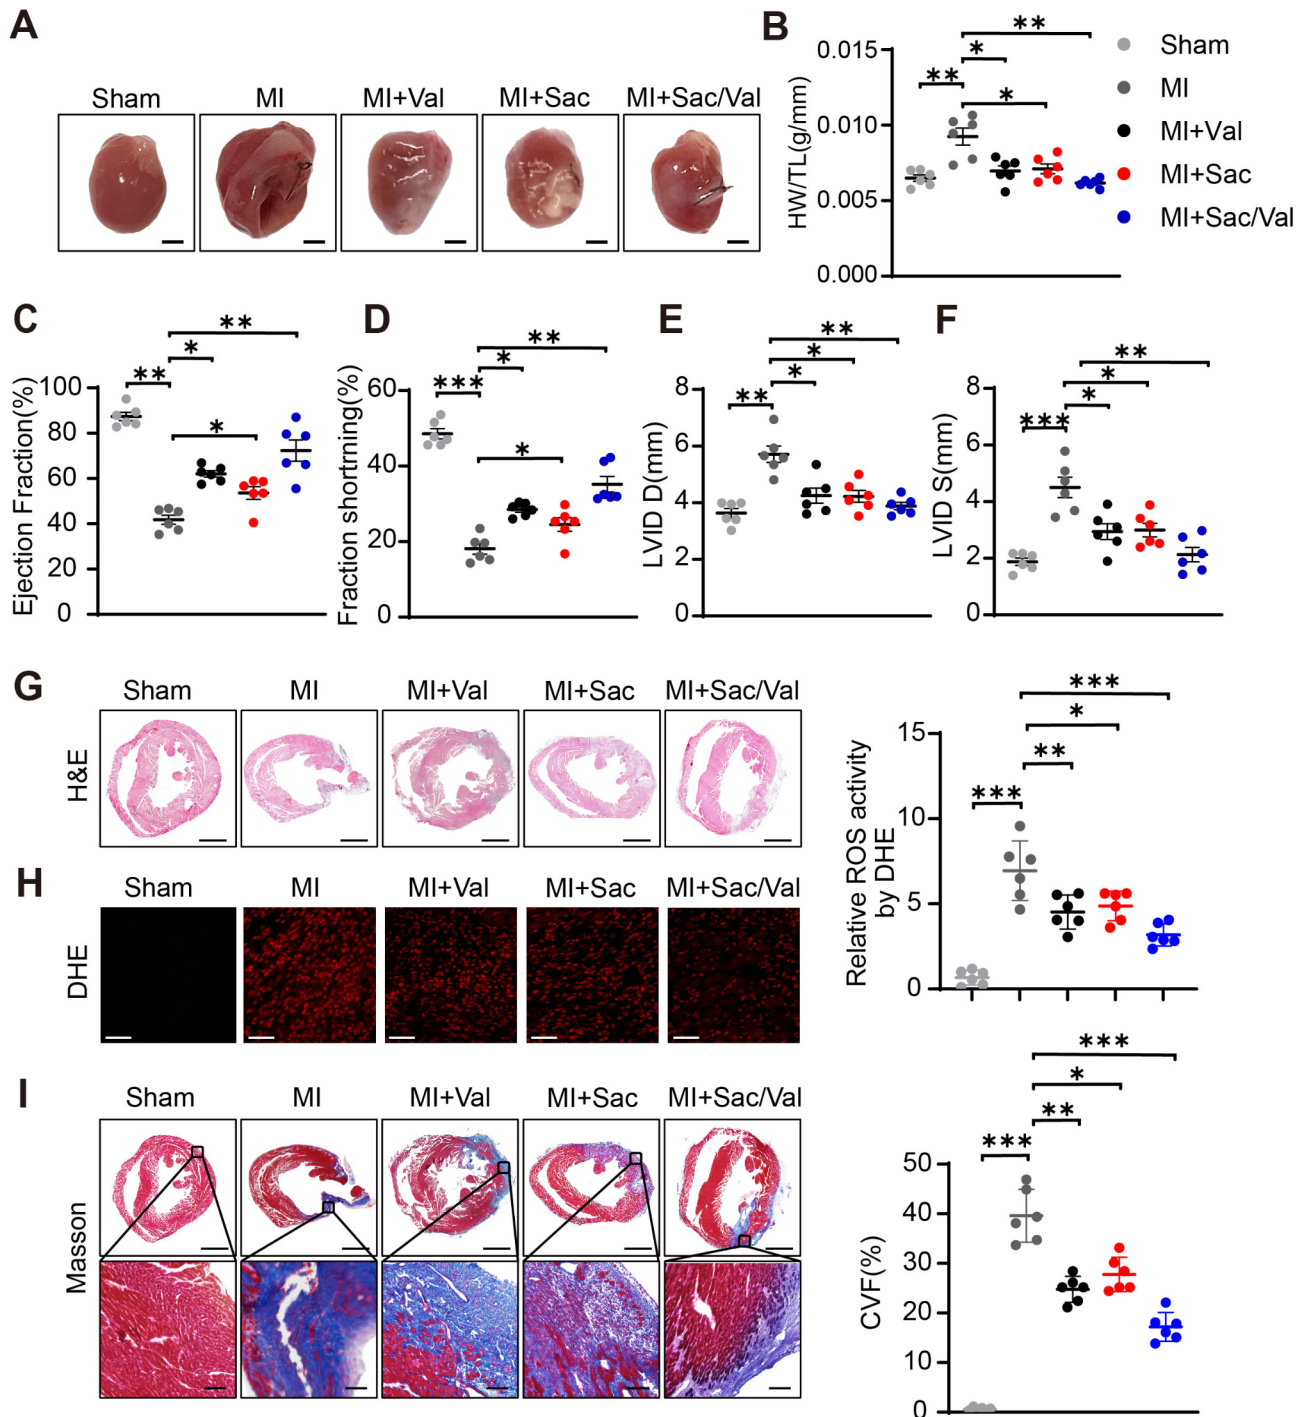 A
Sham
MI
MI+Val
MI+Sac
MI+Sac/Val
B
HW/TL(g/mm)
0.015
0.010
0.005
0.000
**
*
**
*
Sham
MI
MI+Val
MI+Sac
MI+Sac/Val
C
Ejection Fraction(%)
100
80
60
40
20
0
**
*
**
*
D
Fraction shortrning(%)
60
40
20
0
**
*
***
*
E
LVID D(mm)
8
6
4
2
0
**
*
*
**
F
LVID S(mm)
8
6
4
2
0
**
*
*
***
G
H&E
Sham
MI
MI+Val
MI+Sac
MI+Sac/Val
H
DHE
Sham
MI
MI+Val
MI+Sac
MI+Sac/Val
Relative ROS activity
by DHE
15
10
5
0
***
*
**
***
I
Masson
Sham
MI
MI+Val
MI+Sac
MI+Sac/Val
CVF(%)
50
40
30
20
10
0
***
*
**
***